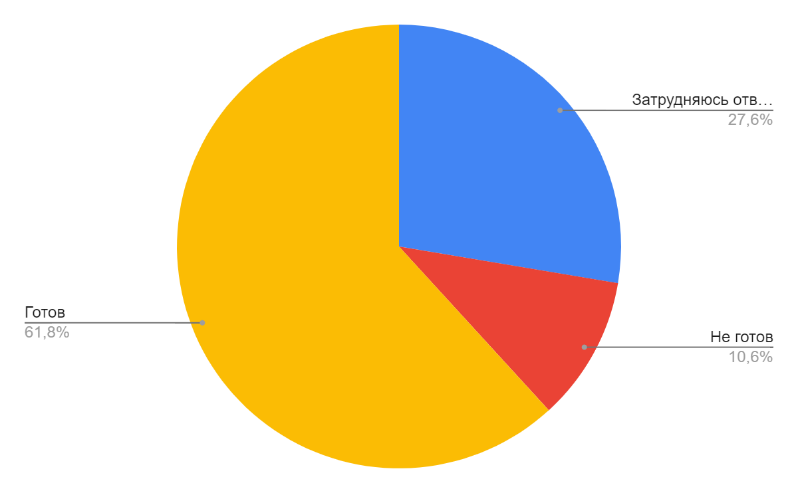 Затрудняюсь отв…
27,6%
Готов
61,8%
Не готов
10,6%